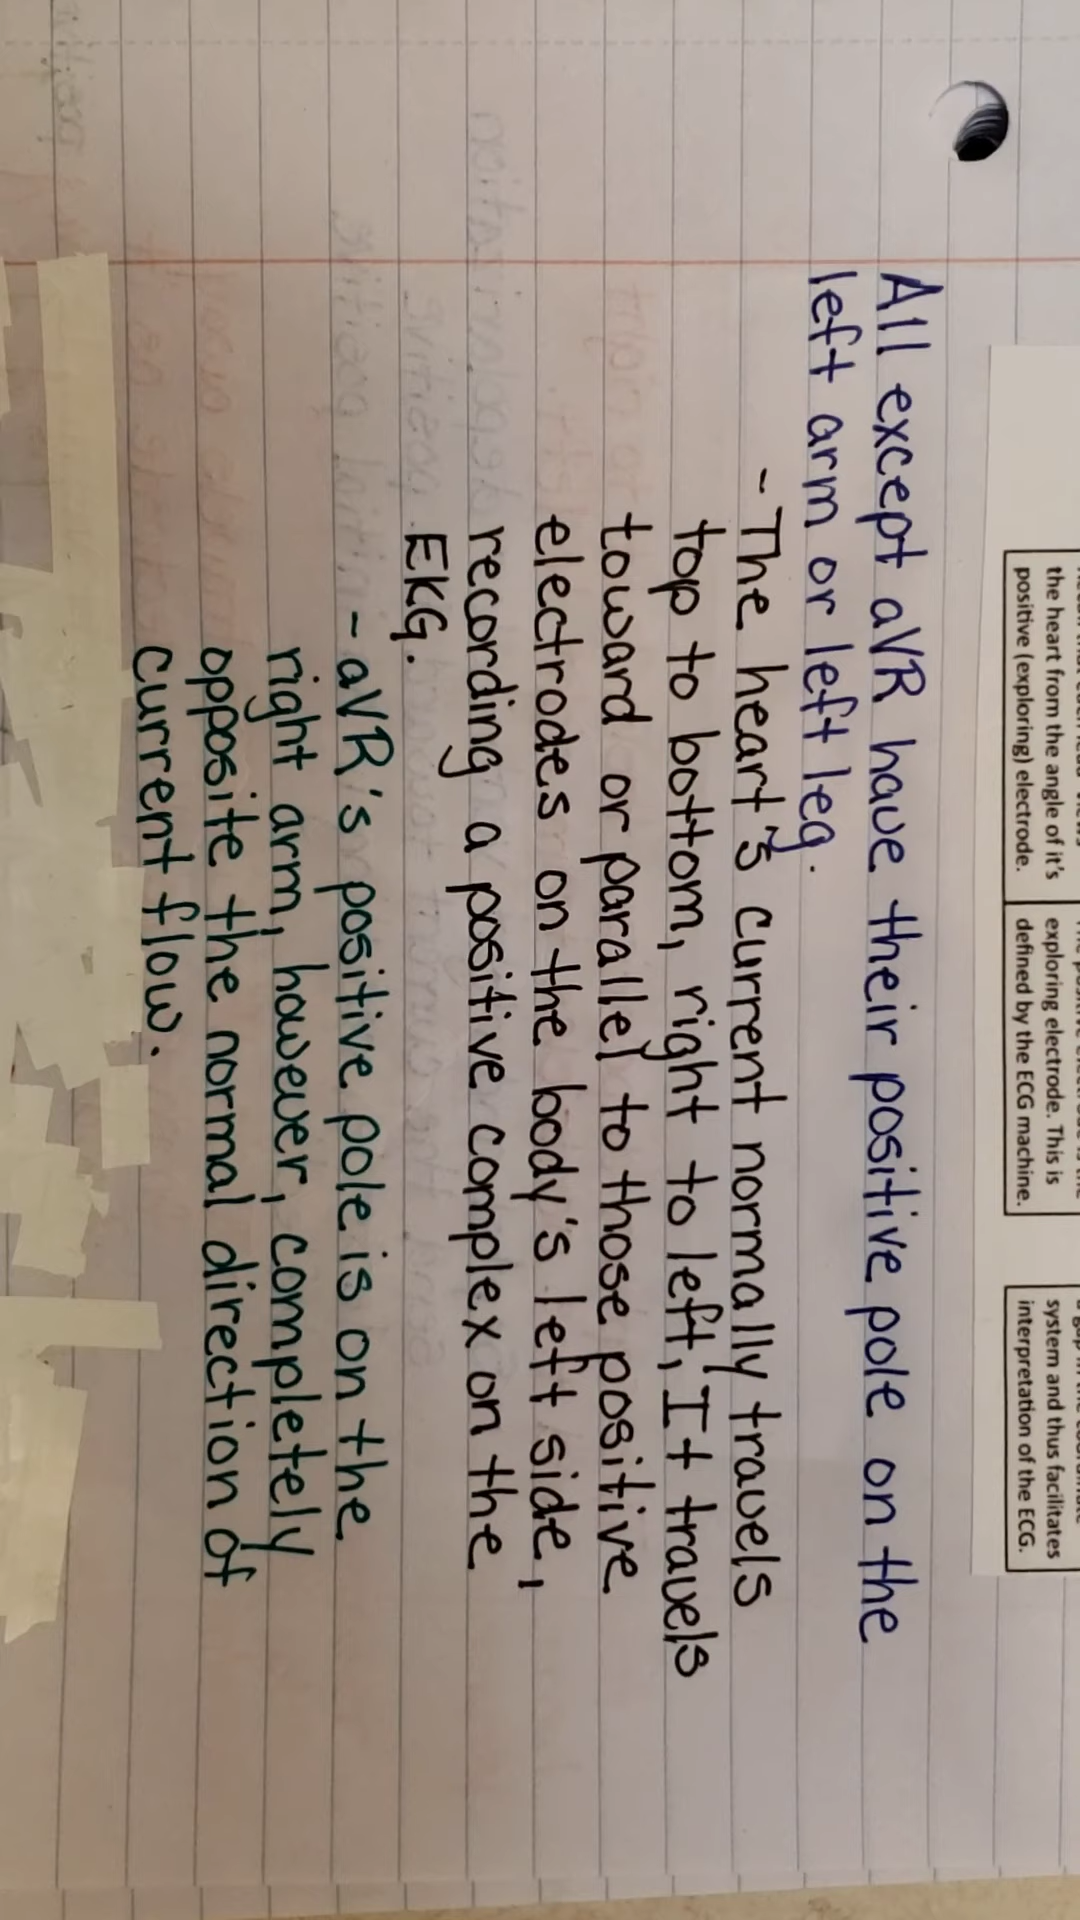 the heart from the angle of it's
positive (exploring) electrode.
exploring electrode. This is
defined by the ECG machine.
system and thus facilitates
interpretation of the ECG.
All except aVR have their positive pole on the
left arm or left leg.
- The heart's current normally travels
top to bottom, right to left, It travels
toward or parallel to those positive
electrodes on the body's left side,
recording a positive complex on the
EKG.
- aVR's positive pole is on the
right arm, however, completely
opposite the normal direction of
current flow.